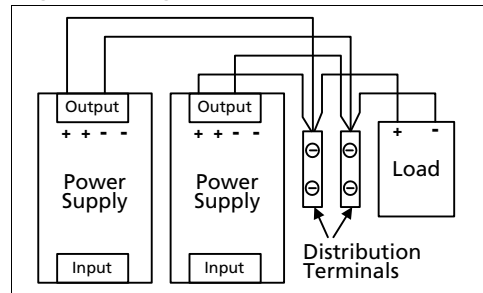 Output
+ + - -
Power
Supply
Input
Output
+ + - -
Power
Supply
Input
+ -
Load
Distribution
Terminals